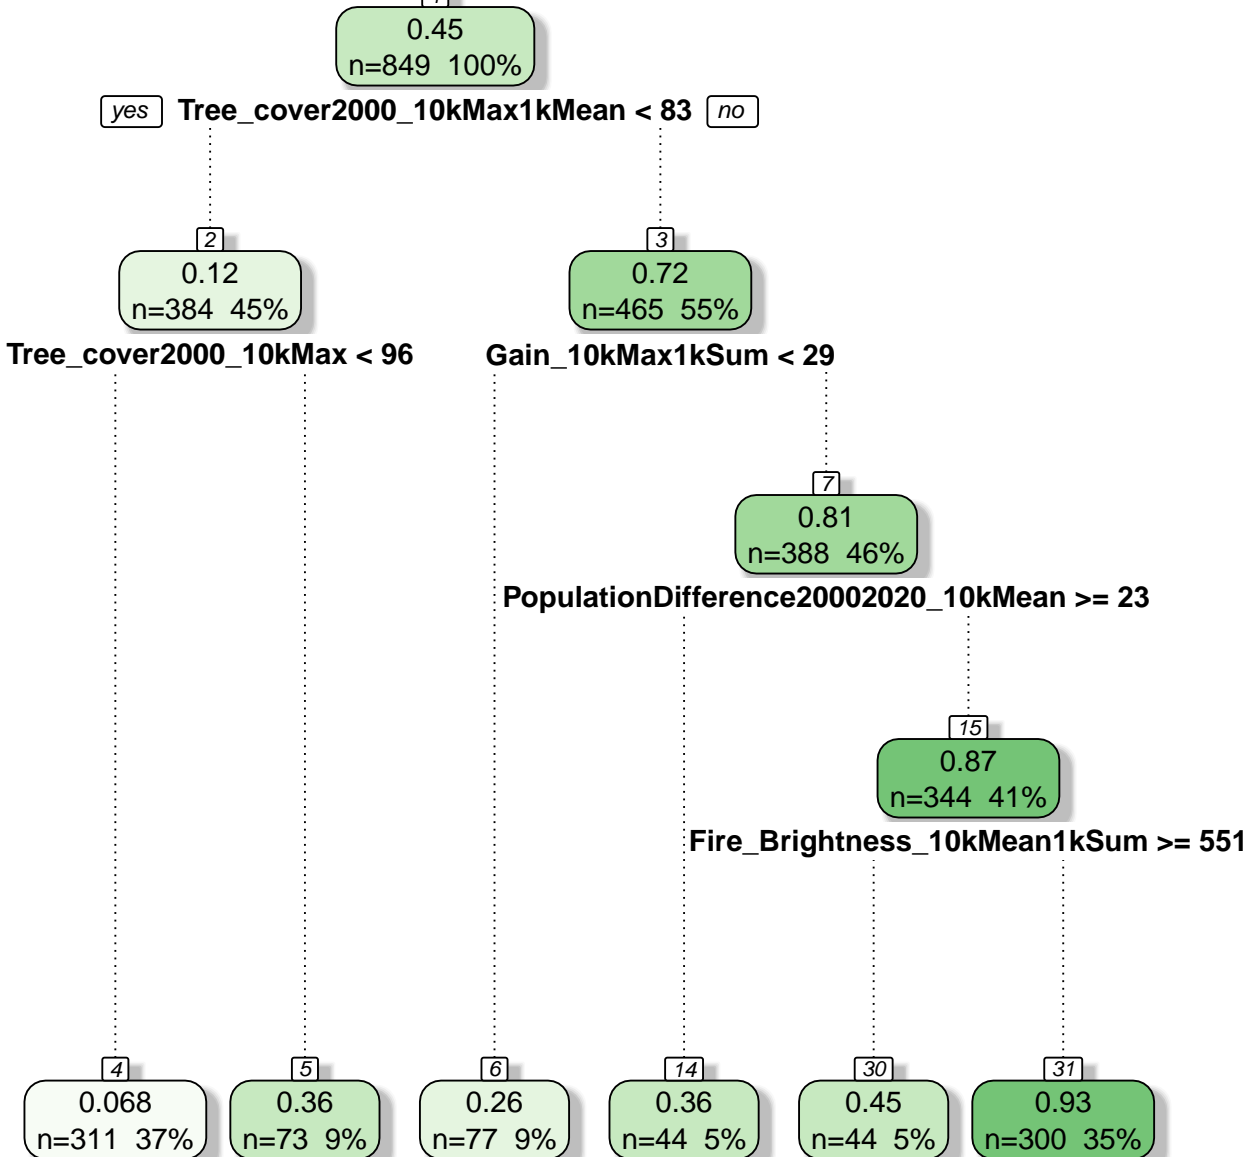 0.45
n=849 100%
yes Tree_cover2000_10kMax1kMean < 83 no
2
0.12
n=384 45%
3
0.72
n=465 55%
Tree_cover2000_10kMax < 96
Gain_10kMax1kSum < 29
7
0.81
n=388 46%
PopulationDifference20002020_10kMean >= 23
15
0.87
n=344 41%
Fire_Brightness_10kMean1kSum >= 551
4
0.068
n=311 37%
5
0.36
n=73 9%
6
0.26
n=77 9%
14
0.36
n=44 5%
30
0.45
n=44 5%
31
0.93
n=300 35%